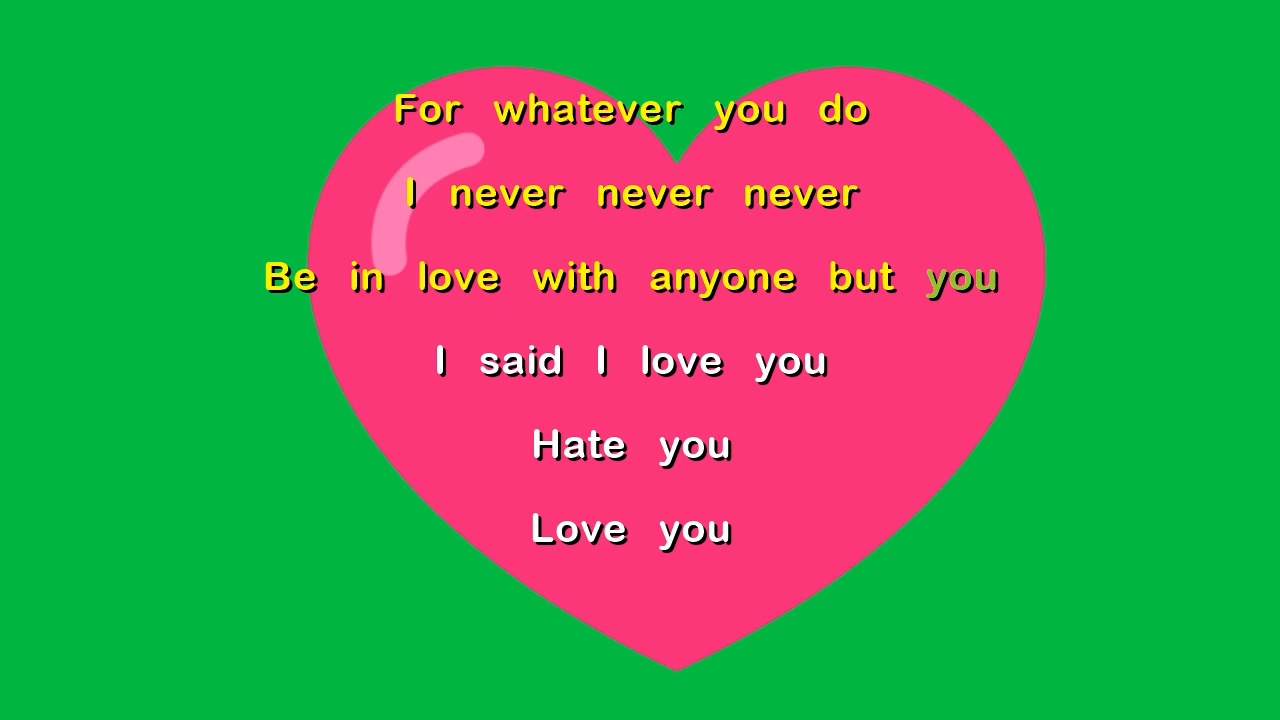 For whatever you do
I never never never
Be in love with anyone but you
I said I love you
Hate you
Love you